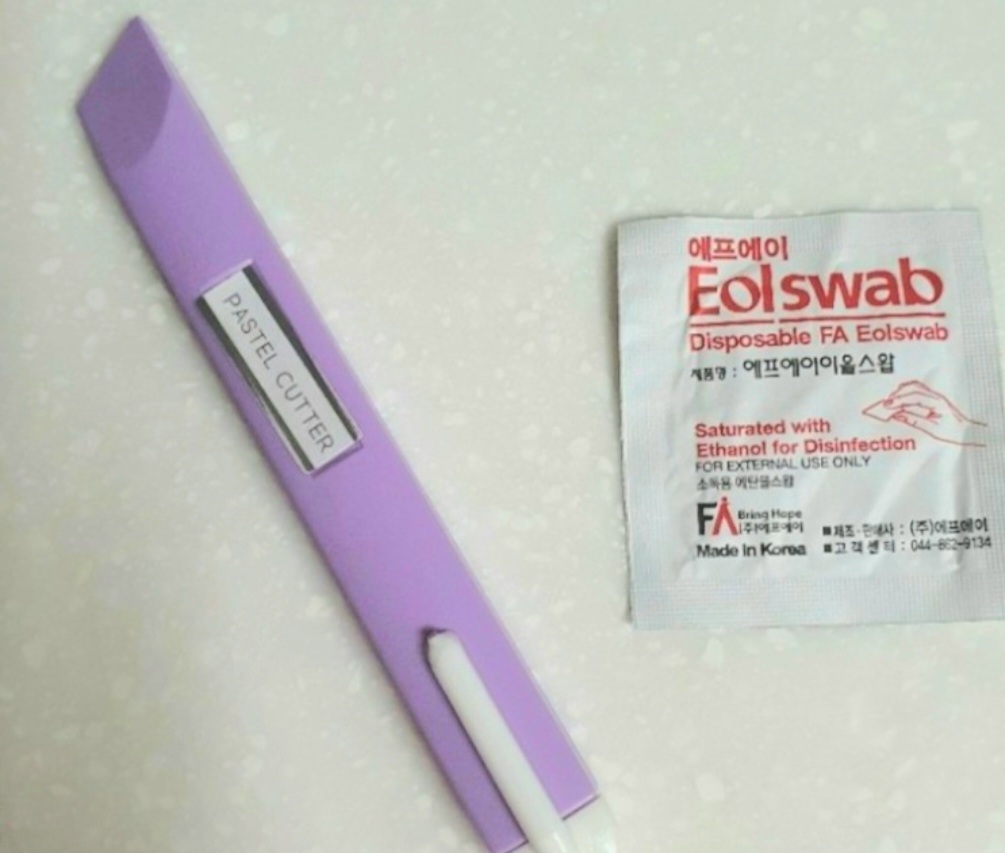 PASTEL CUTTER
에프에이
Eolswab
Disposable FA Eolswab
제품명 : 에프에이이올스왑
Saturated with
Ethanol for Disinfection
FOR EXTERNAL USE ONLY
소독용 에탄올스왑
FA Bring Hope
(주)에프에이
Made In Korea
■제조·판매사 : (주)에프에이
■고객센터 : 044-862-9134